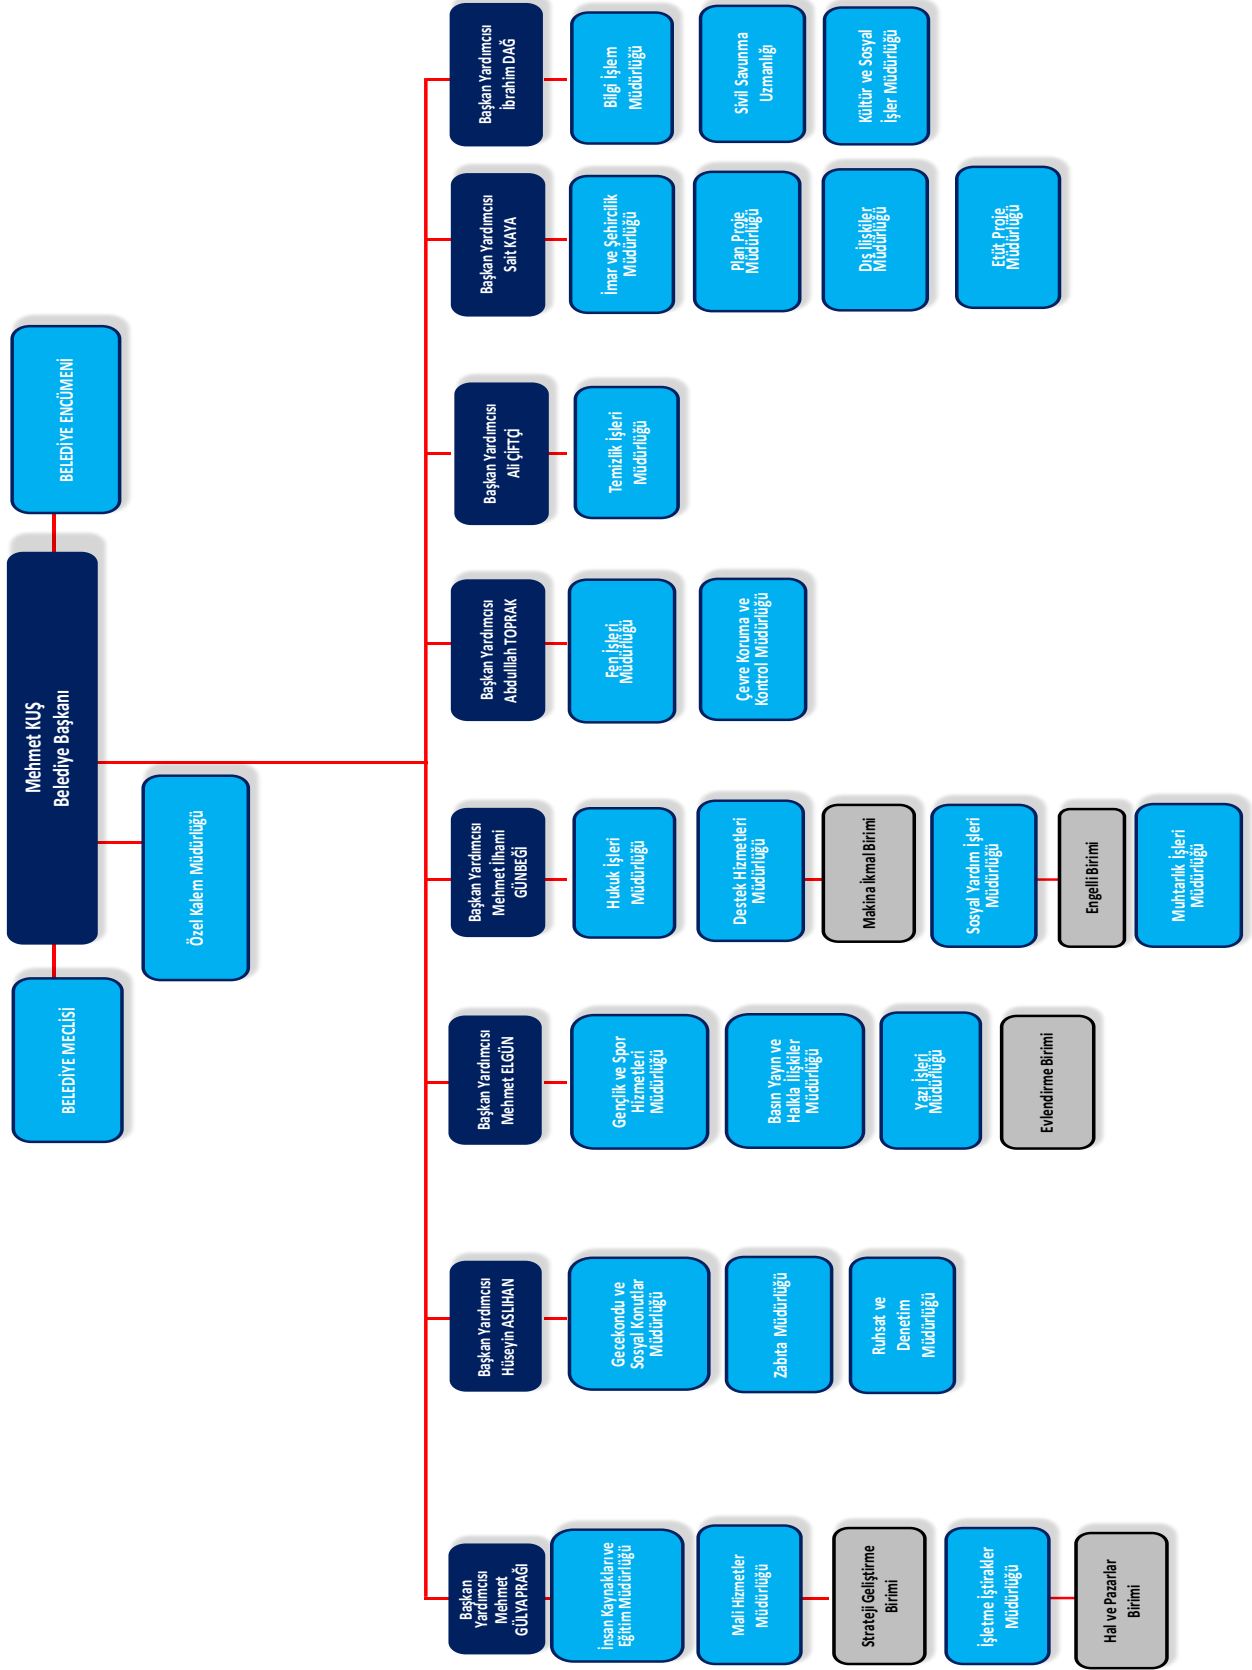 BELEDİYE MECLİSİ
Mehmet KUŞ
Belediye Başkanı
BELEDİYE ENCÜMENİ
Özel Kalem Müdürlüğü
Başkan
Yardımcısı
Mehmet
GÜLYAPRAĞI
İnsan Kaynakları ve
Eğitim Müdürlüğü
Mali Hizmetler
Müdürlüğü
Strateji Geliştirme
Birimi
İşletme İştirakler
Müdürlüğü
Hal ve Pazarlar
Birimi
Başkan Yardımcısı
Hüseyin ASLIHAN
Gecekondu ve
Sosyal Konutlar
Müdürlüğü
Zabıta Müdürlüğü
Ruhsat ve
Denetim
Müdürlüğü
Başkan Yardımcısı
Mehmet ELGÜN
Gençlik ve Spor
Hizmetleri
Müdürlüğü
Basın Yayın ve
Halkla İlişkiler
Müdürlüğü
Yazı İşleri
Müdürlüğü
Evlendirme Birimi
Başkan Yardımcısı
Mehmet İlhami
GÜNBEĞİ
Hukuk İşleri
Müdürlüğü
Destek Hizmetleri
Müdürlüğü
Makina ikmal Birimi
Sosyal Yardım İşleri
Müdürlüğü
Engelli Birimi
Muhtarlık İşleri
Müdürlüğü
Başkan Yardımcısı
Abdulllah TOPRAK
Fen İşleri
Müdürlüğü
Çevre Koruma ve
Kontrol Müdürlüğü
Başkan Yardımcısı
Ali ÇİFTÇİ
Temizlik İşleri
Müdürlüğü
Başkan Yardımcısı
Sait KAYA
İmar ve Şehircilik
Müdürlüğü
Plan Proje
Müdürlüğü
Dış İlişkiler
Müdürlüğü
Etüt Proje
Müdürlüğü
Başkan Yardımcısı
İbrahim DAĞ
Bilgi İşlem
Müdürlüğü
Sivil Savunma
Uzmanlığı
Kültür ve Sosyal
İşler Müdürlüğü